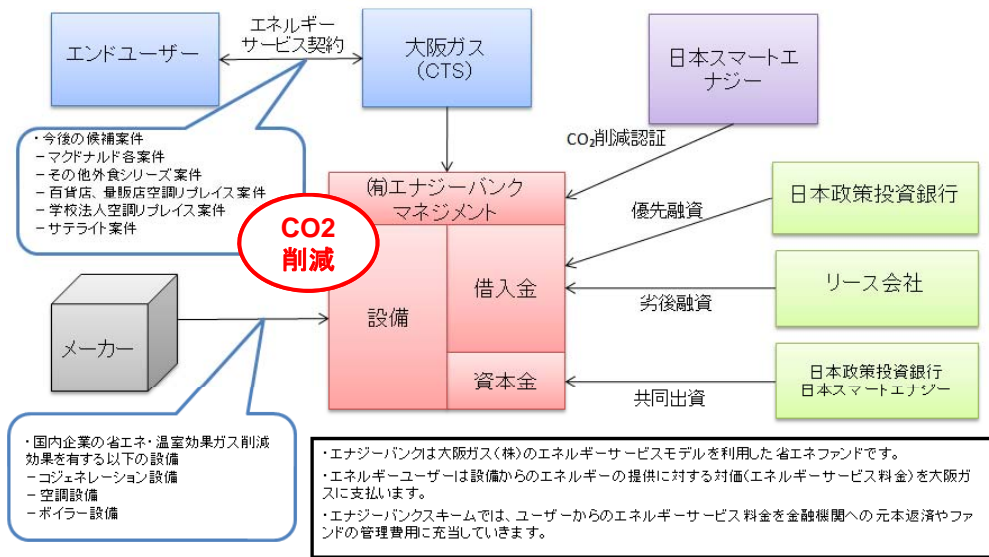 エンドユーザー
エネルギー
サービス契約
大阪ガス
(CTS)
日本スマートエ
ナジー
・今後の候補案件
－マクドナルド各案件
－その他外食シリーズ案件
－百貨店、量販店空調リプレイス案件
－学校法人空調リプレイス案件
－サテライト案件
CO2
削減
CO₂削減認証
㈲エナジーバンク
マネジメント
優先融資
日本政策投資銀行
設備
借入金
劣後融資
リース会社
メーカー
資本金
共同出資
日本政策投資銀行
日本スマートエナジー
・国内企業の省エネ・温室効果ガス削減
効果を有する以下の設備
－コジェネレーション設備
－空調設備
－ボイラー設備
・エナジーバンクは大阪ガス(株)のエネルギーサービスモデルを利用した省エネファンドです。
・エネルギーユーザーは設備からのエネルギーの提供に対する対価(エネルギーサービス料金)を大阪ガ
スに支払います。
・エナジーバンクスキームでは、ユーザーからのエネルギーサービス料金を金融機関への元本返済やファ
ンドの管理費用に充当していきます。